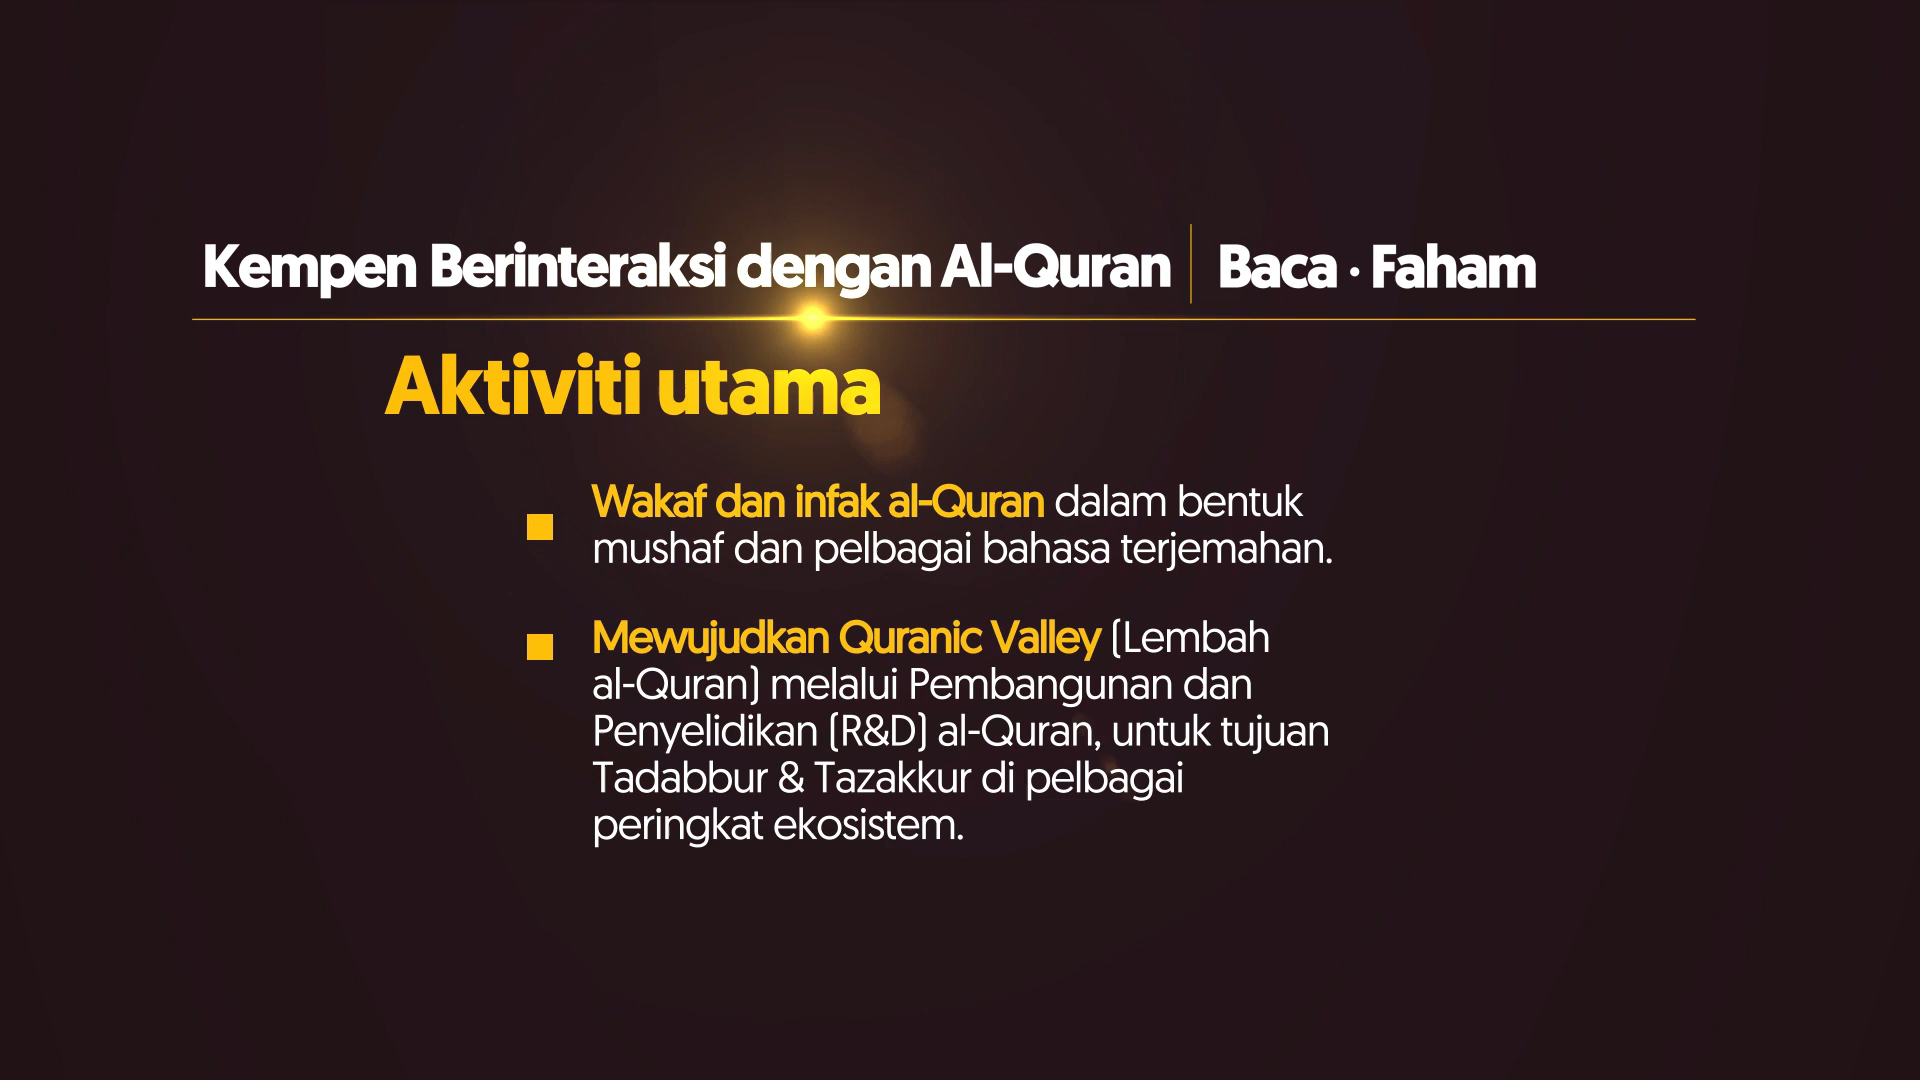 Kempen Berinteraksi dengan Al-Quran | Baca · Faham
Aktiviti utama
Wakaf dan infak al-Quran dalam bentuk
mushaf dan pelbagai bahasa terjemahan.
Mewujudkan Quranic Valley (Lembah
al-Quran) melalui Pembangunan dan
Penyelidikan (R&D) al-Quran, untuk tujuan
Tadabbur & Tazakkur di pelbagai
peringkat ekosistem.